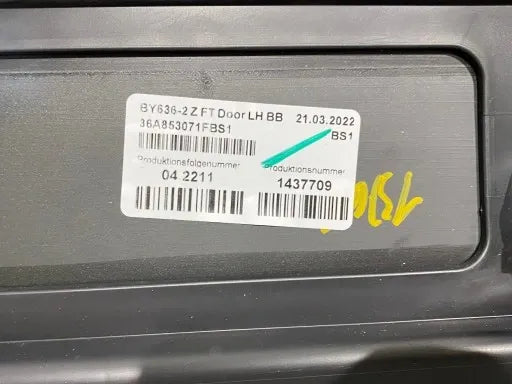 BY636-2 Z FT Door LH BB 21.03.2022
36A853071FBS1
BS1
Produktionsfolgenummer Produktionsnummer
04 2211 1437709